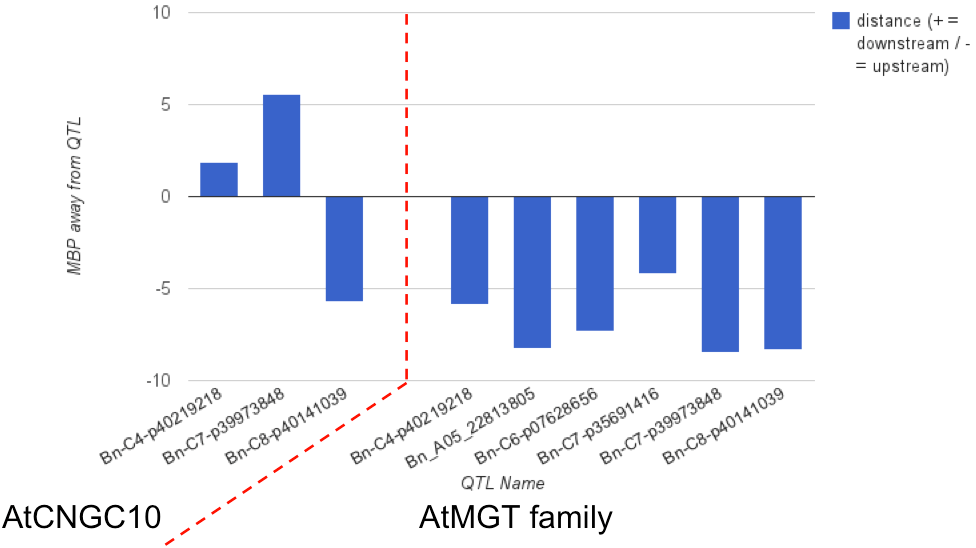 10
5
0
-5
-10
MBP away from QTL
distance (+ =
downstream / -
= upstream)
Bn-C4-p40219218
Bn-C7-p39973848
Bn-C8-p40141039
Bn-C4-p40219218
Bn_A05_22813805
Bn-C6-p07628656
Bn-C7-p35691416
Bn-C7-p39973848
Bn-C8-p40141039
QTL Name
AtCNGC10
AtMGT family